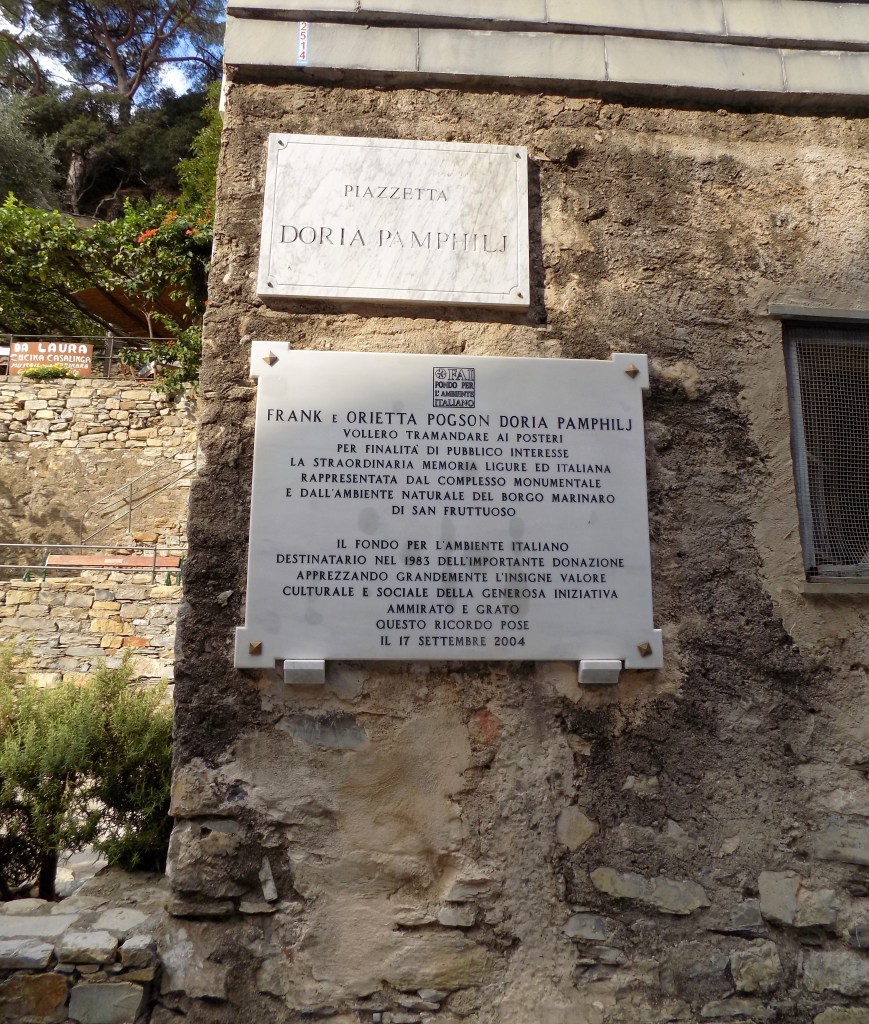 2514
PIAZZETTA
DORIA PAMPHILJ
DA LAURA
CUCINA CASALINGA
FAI
FONDO PER
L'AMBIENTE
ITALIANO
FRANK E ORIETTA POGSON DORIA PAMPHILJ
VOLLERO TRAMANDARE AI POSTERI
PER FINALITA' DI PUBBLICO INTERESSE
LA STRAORDINARIA MEMORIA LIGURE ED ITALIANA
RAPPRESENTATA DAL COMPLESSO MONUMENTALE
E DALL'AMBIENTE NATURALE DEL BORGO MARINARO
DI SAN FRUTTUOSO
IL FONDO PER L'AMBIENTE ITALIANO
DESTINATARIO NEL 1983 DELL'IMPORTANTE DONAZIONE
APPREZZANDO GRANDEMENTE L'INSIGNE VALORE
CULTURALE E SOCIALE DELLA GENEROSA INIZIATIVA
AMMIRATO E GRATO
QUESTO RICORDO POSE
IL 17 SETTEMBRE 2004